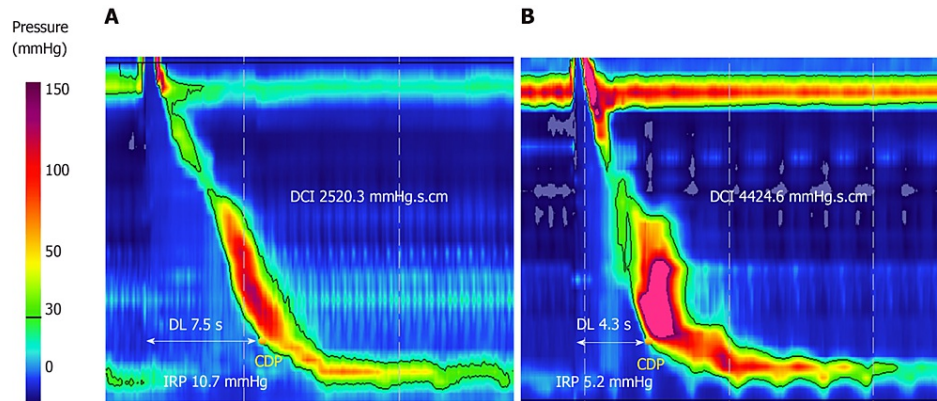 Pressure
(mmHg)
150
100
50
30
0
A
DCI 2520.3 mmHg.s.cm
DL 7.5 s
CDP
IRP 10.7 mmHg
B
DCI 4424.6 mmHg.s.cm
DL 4.3 s
CDP
IRP 5.2 mmHg